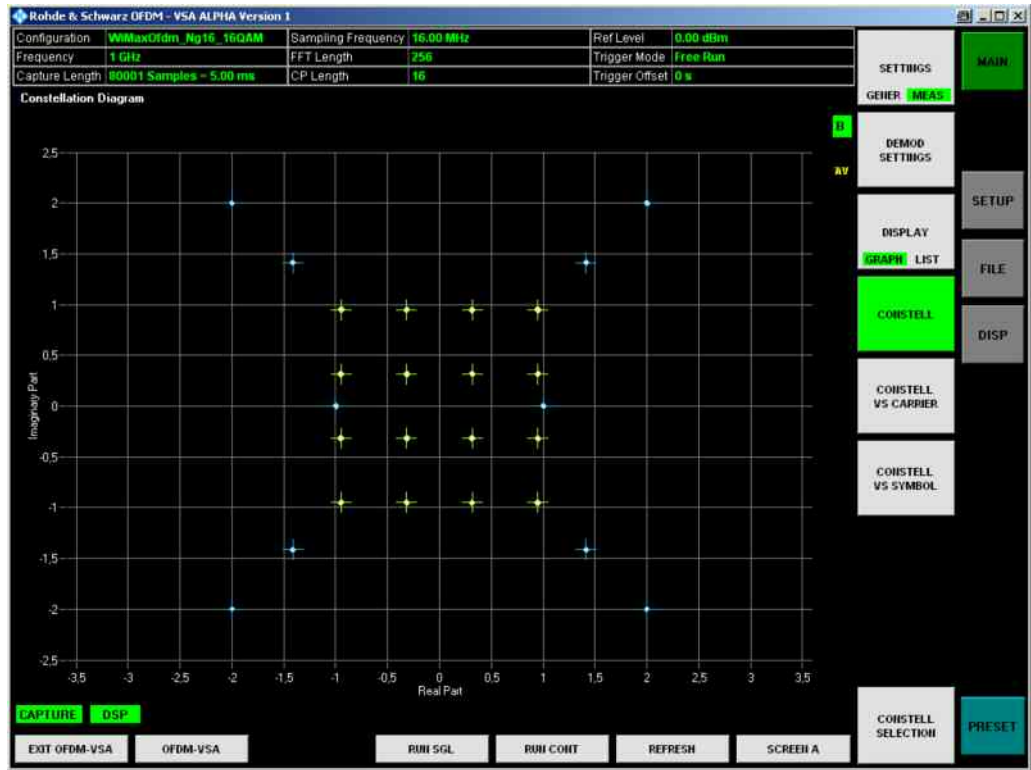 Rohde & Schwarz OFDM - VSA ALPHA Version 1
Configuration WiMaxOfdm_Ng16_16QAM Sampling Frequency 16.00 MHz Ref Level 0.00 dBm
Frequency 1 GHz FFT Length 256 Trigger Mode Free Run
Capture Length 80001 Samples = 5.00 ms CP Length 16 Trigger Offset 0 s
Constellation Diagram
B
AV
2,5
2
1,5
1
0,5
0
-0,5
-1
-1,5
-2
-2,5
Imaginary Part
-3,5 -3 -2,5 -2 -1,5 -1 -0,5 0 0,5 1 1,5 2 2,5 3 3,5
Real Part
CAPTURE DSP
EXIT OFDM-VSA OFDM-VSA RUN SGL RUN CONT REFRESH SCREEN A
SETTINGS
GENER MEAS
DEMOD
SETTINGS
DISPLAY
GRAPH LIST
CONSTELL
CONSTELL
VS CARRIER
CONSTELL
VS SYMBOL
CONSTELL
SELECTION
MAIN
SETUP
FILE
DISP
PRESET